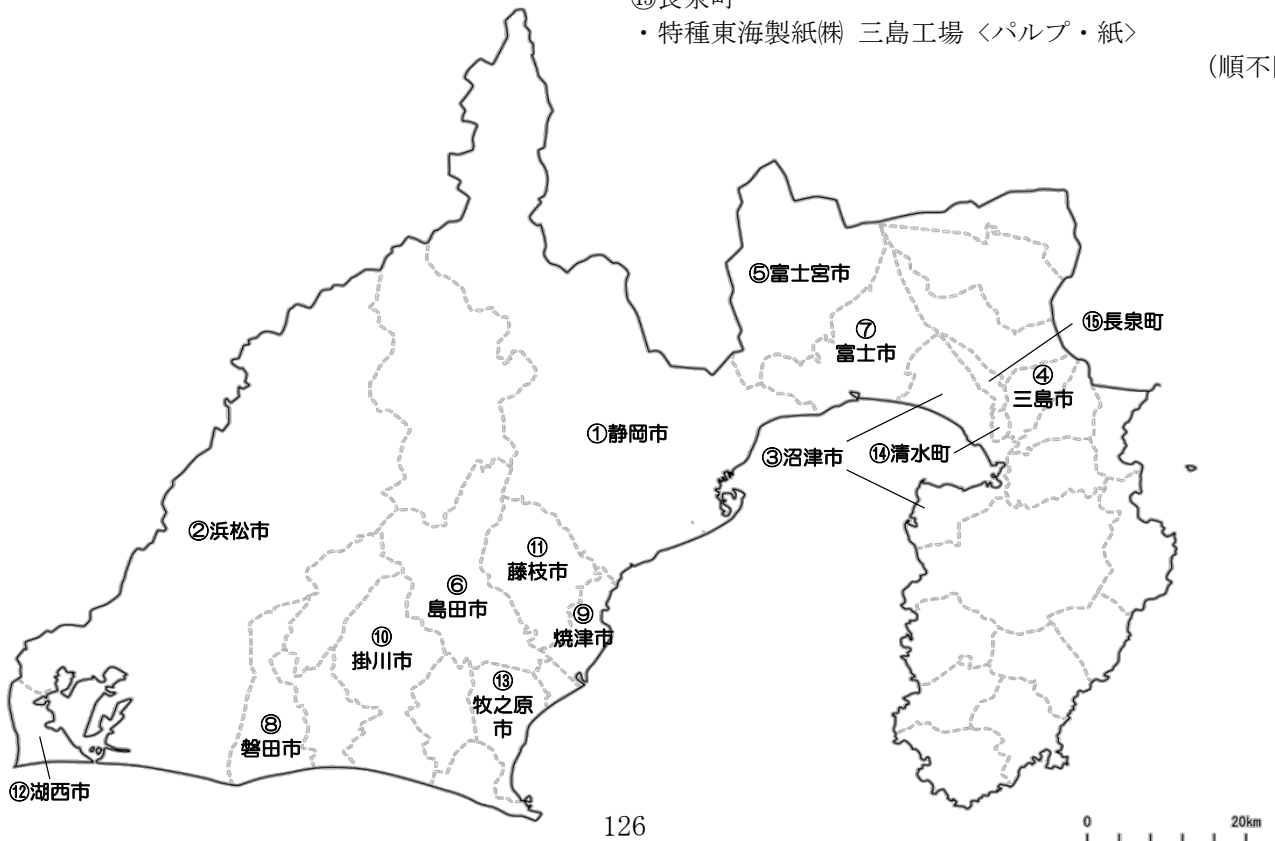 ・特種東海製紙㈱ 三島工場 <パルプ・紙>
(順不
⑤富士宮市
⑦
富士市
⑮長泉町
④
三島市
①静岡市
③沼津市
⑭清水町
②浜松市
⑪
藤枝市
⑥
島田市
⑨
焼津市
⑩
掛川市
⑬
牧之原
市
⑧
磐田市
⑫湖西市
126
0
20km